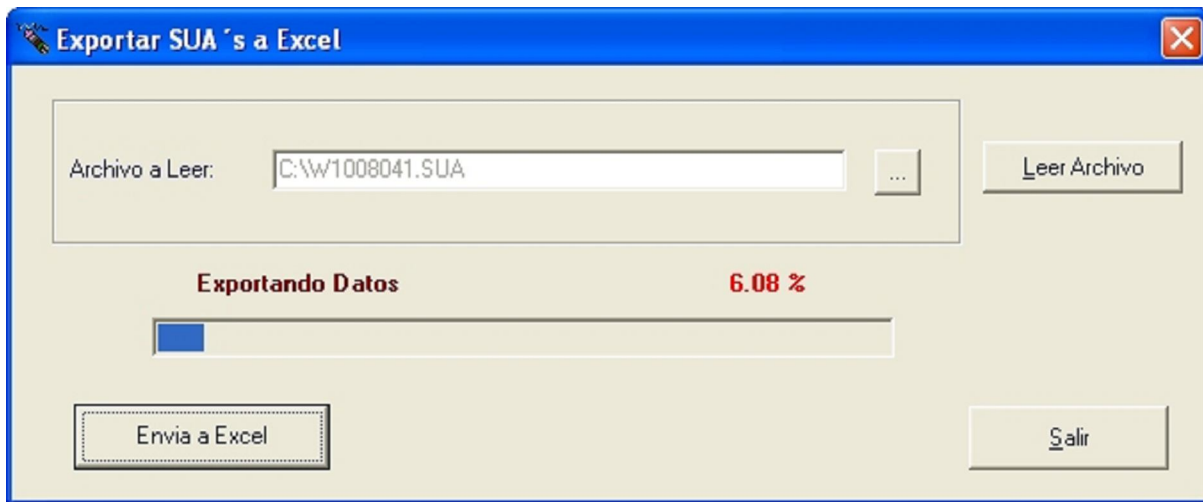 Exportar SUA ´s a Excel
Archivo a Leer:
C:\W1008041.SUA
...
Leer Archivo
Exportando Datos
6.08 %
Envia a Excel
Salir